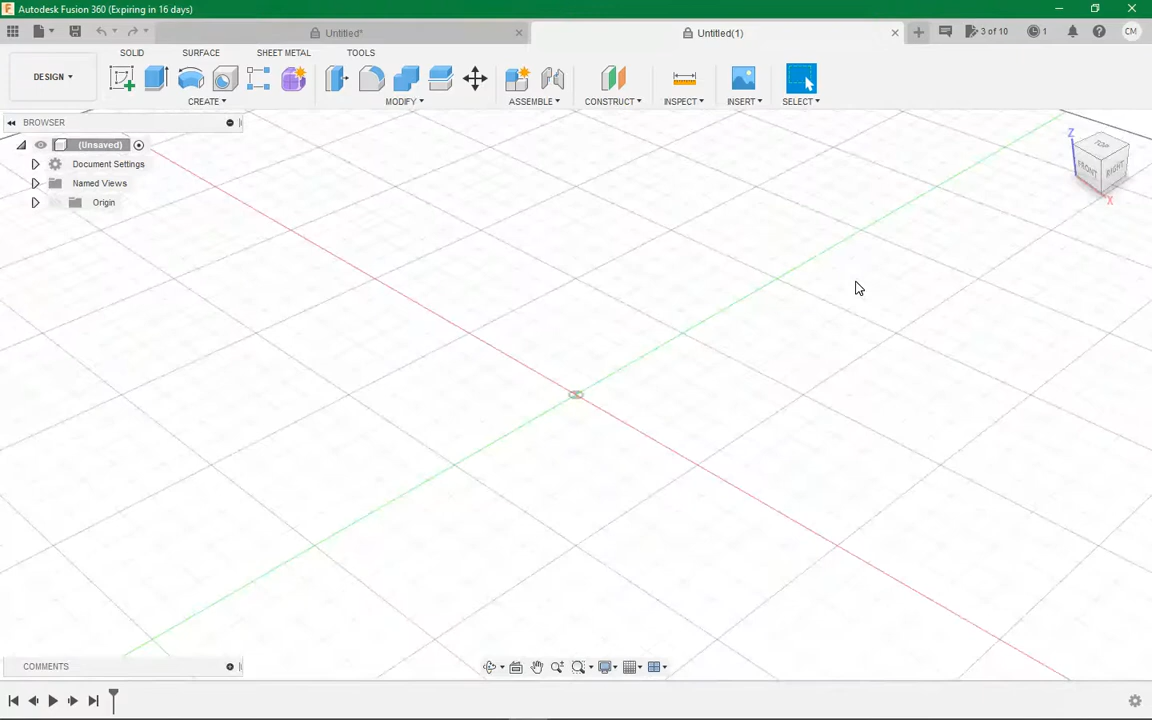 Autodesk Fusion 360 (Expiring in 16 days)
Untitled*
Untitled(1)
3 of 10
1
CM
SOLID
SURFACE
SHEET METAL
TOOLS
DESIGN
CREATE
MODIFY
ASSEMBLE
CONSTRUCT
INSPECT
INSERT
SELECT
BROWSER
(Unsaved)
Document Settings
Named Views
Origin
Z
TOP
FRONT
RIGHT
X
COMMENTS